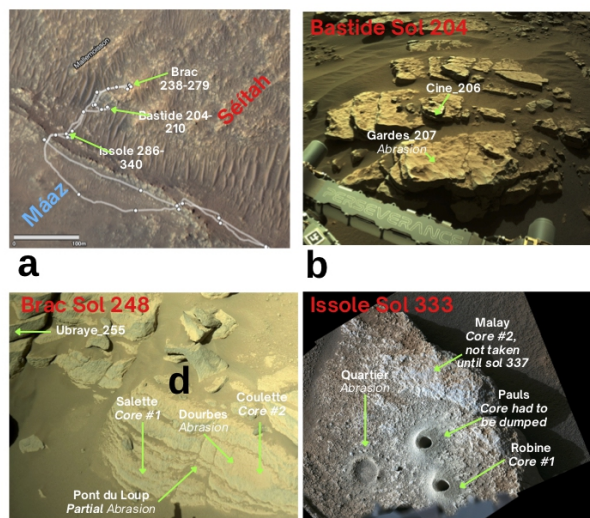 Mullsenoisson
Brac
238-279
Séítah
Bastide 204-
210
Issole 286-
340
Máaz
100m
a
Bastide Sol 204
Cine_206
Gardes_207
Abrasion
PERSEVERANCE
b
Brac Sol 248
Ubraye_255
d
Salette
Core #1
Dourbes
Abrasion
Coulette
Core #2
Pont du Loup
Partial Abrasion
Issole Sol 333
Malay
Core #2,
not taken
until sol 337
Quartier
Abrasion
Pauls
Core had to
be dumped
Robine
Core #1